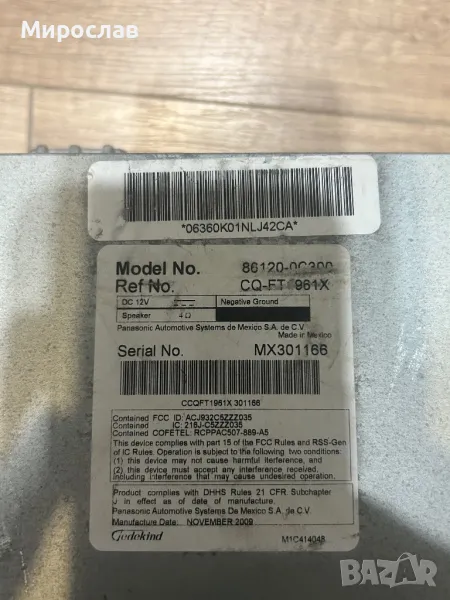 Мирослав
*06360K01NLJ42CA*
Model No. 86120-0C300
Ref No. CQ-FT1961X
DC 12V Negative Ground
Speaker 4Ω
Panasonic Automotive Systems de Mexico S.A. de C.V.
Made in Mexico
Serial No. MX301166
CCQFT1961X 301166
Contained FCC ID: ACJ932C5ZZZ035
Contained IC: 216J-C5ZZZ035
Contained COFETEL: RCPPAC507-889-A5
This device complies with part 15 of the FCC Rules and RSS-Gen
of IC Rules. Operation is subject to the following two conditions:
(1) this device may not cause harmful interference, and
(2) this device must accept any interference received,
including interference that may cause undesired operation.
Product complies with DHHS Rules 21 CFR Subchapter
J in effect as of date of manufacture.
Panasonic Automotive Systems De Mexico S.A. de C.V.
Manufacture Date: NOVEMBER 2009
Gedekind M1C414048
BAZAR